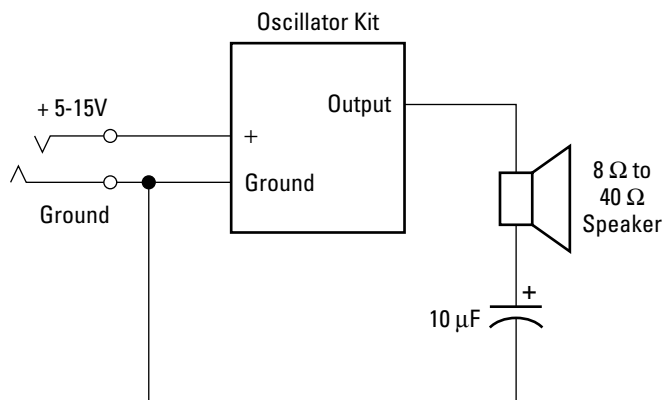 Oscillator Kit
+ 5-15V
Output
+
Ground
Ground
8 Ω to
40 Ω
Speaker
+
10 μF